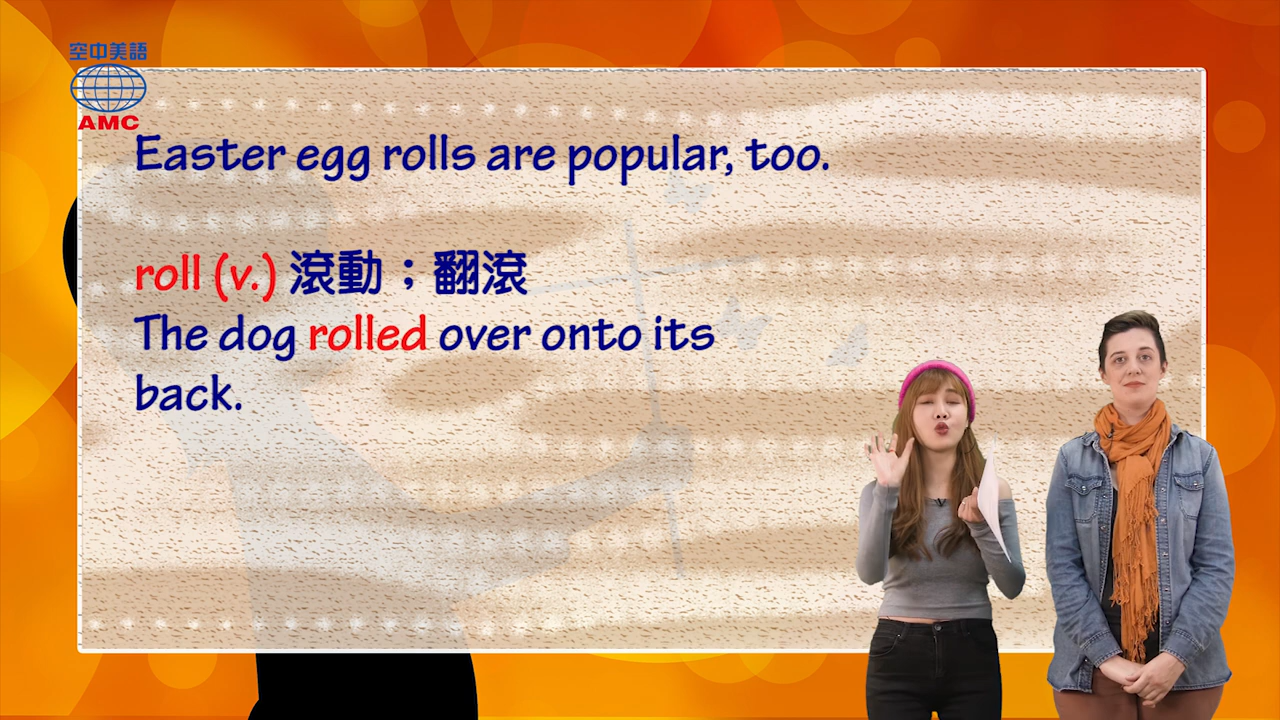 空中美語
AMC
Easter egg rolls are popular, too.
roll (v.) 滾動；翻滾
The dog rolled over onto its
back.